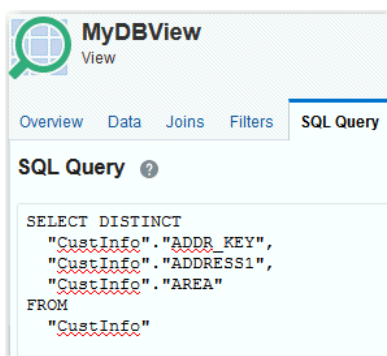 MyDBView
View
Overview Data Joins Filters SQL Query
SQL Query ?
SELECT DISTINCT
"CustInfo"."ADDR_KEY",
"CustInfo"."ADDRESS1",
"CustInfo"."AREA"
FROM
"CustInfo"